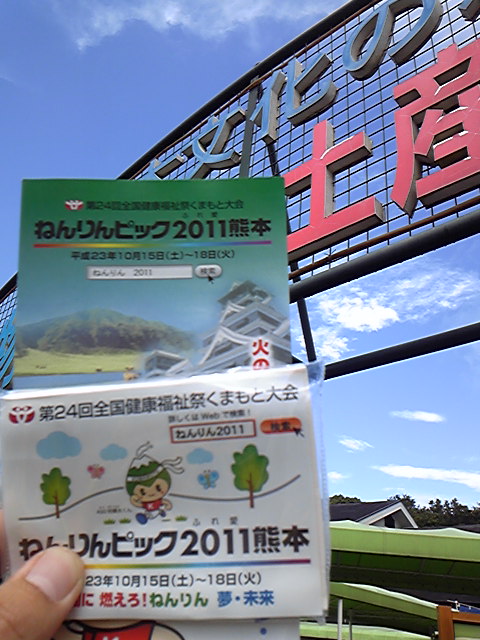 文化の
土産
第24回全国健康福祉祭くまもと大会
ふれ愛
ねんりんピック2011熊本
平成23年10月15日(土)～18日(火)
ねんりん 2011 検索
火の
第24回全国健康福祉祭くまもと大会
詳しくはWebで検索!
ねんりん2011 検索
ふれ愛
ねんりんピック2011熊本
23年10月15日(土)～18日(火)
に 燃えろ!ねんりん 夢・未来